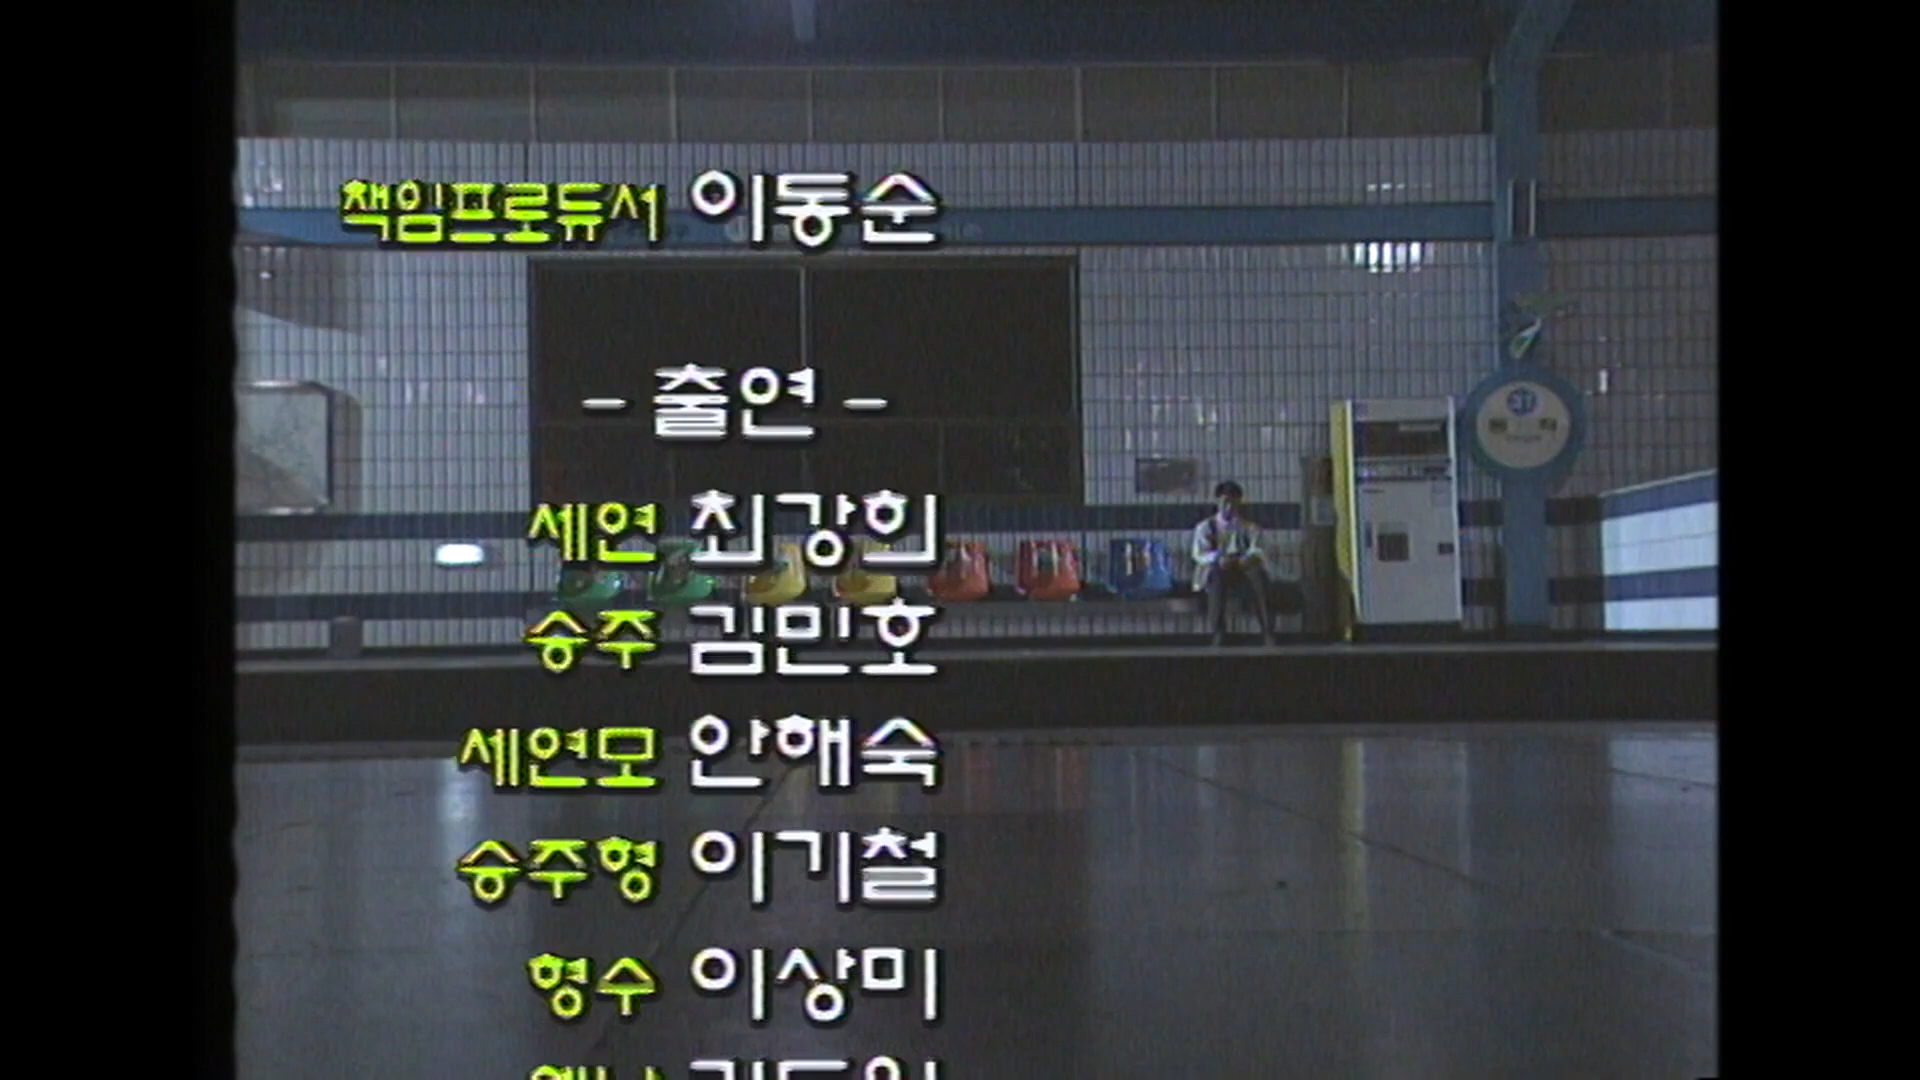 책임프로듀서 이동순
- 출연 -
세연 최강희
승주 김민호
세연모 안해숙
승주형 이기철
형수 이상미